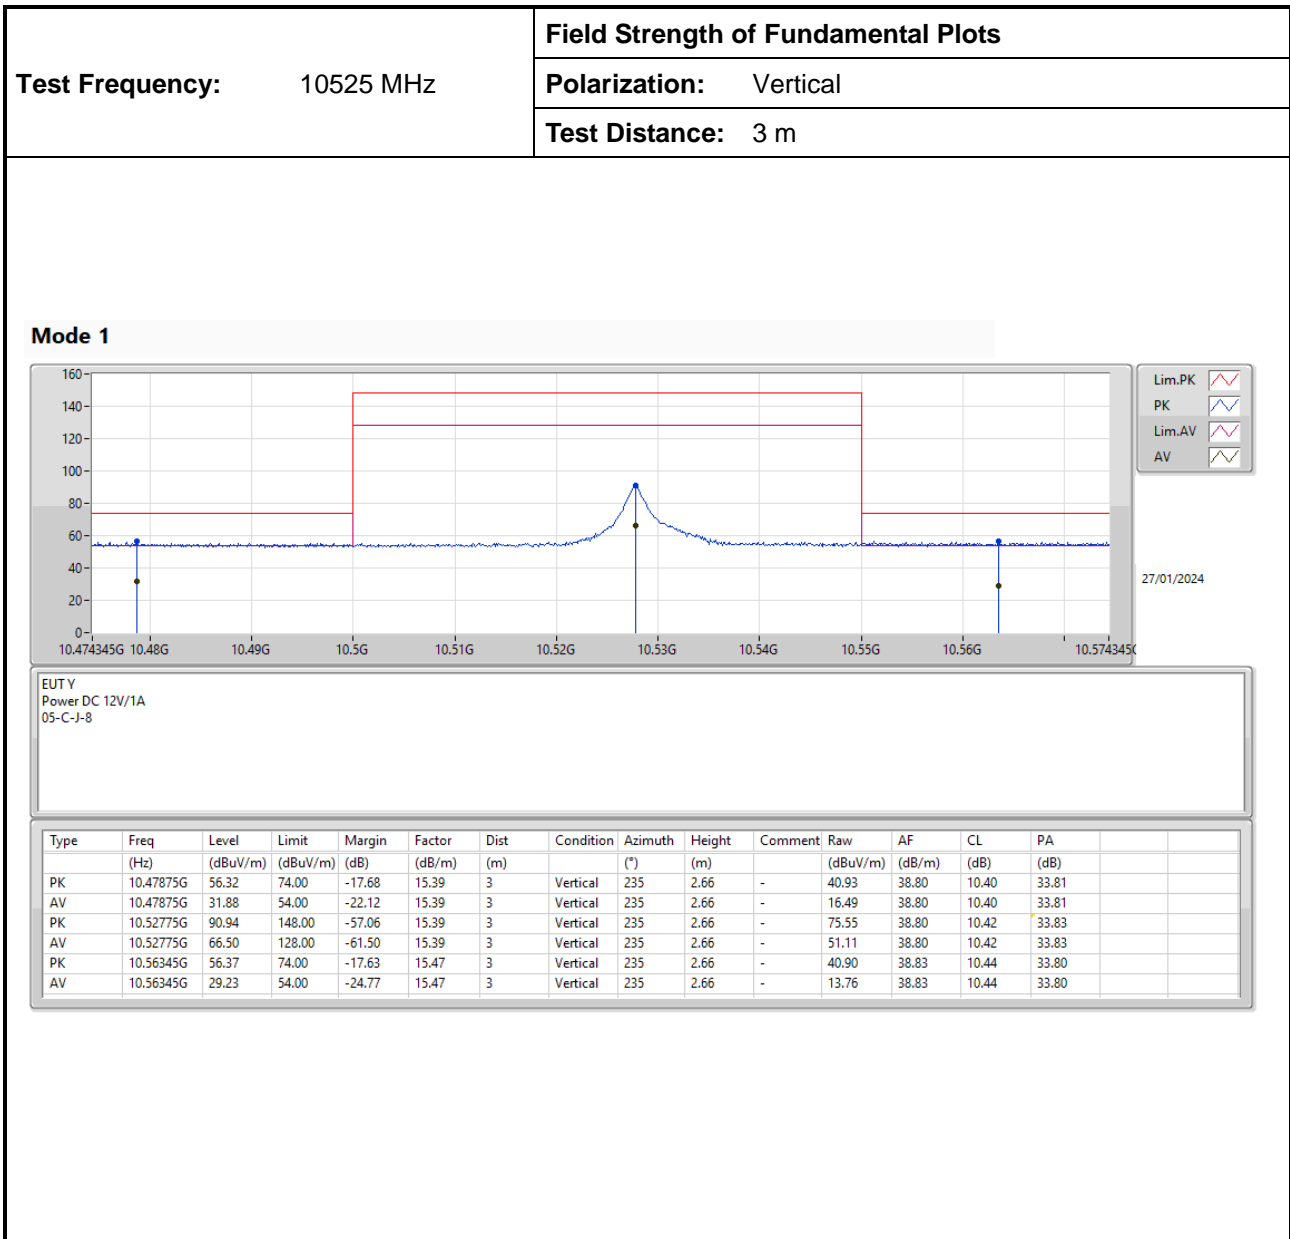 Field Strength of Fundamental Plots
Test Frequency: 10525 MHz
Polarization: Vertical
Test Distance: 3 m
Mode 1
160
140
120
100
80
60
40
20
0
10.474345G 10.48G 10.49G 10.5G 10.51G 10.52G 10.53G 10.54G 10.55G 10.56G 10.574345G
Lim.PK
PK
Lim.AV
AV
27/01/2024
EUT Y
Power DC 12V/1A
05-C-J-8
Type Freq Level Limit Margin Factor Dist Condition Azimuth Height Comment Raw AF CL PA
(Hz) (dBuV/m) (dBuV/m) (dB) (dB/m) (m) (°) (m) (dBuV/m) (dB/m) (dB) (dB)
PK 10.47875G 56.32 74.00 -17.68 15.39 3 Vertical 235 2.66 - 40.93 38.80 10.40 33.81
AV 10.47875G 31.88 54.00 -22.12 15.39 3 Vertical 235 2.66 - 16.49 38.80 10.40 33.81
PK 10.52775G 90.94 148.00 -57.06 15.39 3 Vertical 235 2.66 - 75.55 38.80 10.42 33.83
AV 10.52775G 66.50 128.00 -61.50 15.39 3 Vertical 235 2.66 - 51.11 38.80 10.42 33.83
PK 10.56345G 56.37 74.00 -17.63 15.47 3 Vertical 235 2.66 - 40.90 38.83 10.44 33.80
AV 10.56345G 29.23 54.00 -24.77 15.47 3 Vertical 235 2.66 - 13.76 38.83 10.44 33.80